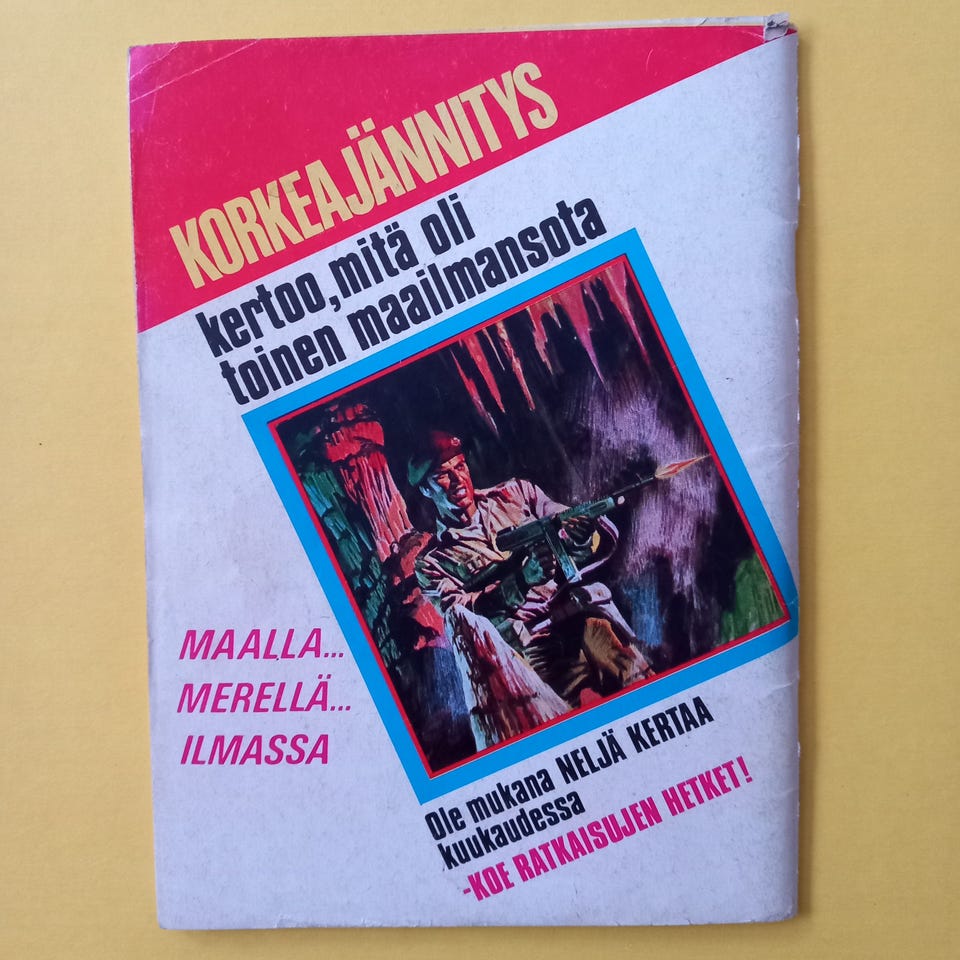 KORKEAJÄNNITYS
kertoo, mitä oli
toinen maailmansota
MAALLA...
MERELLÄ...
ILMASSA
Ole mukana NELJÄ KERTAA
kuukaudessa
-KOE RATKAISUJEN HETKET!